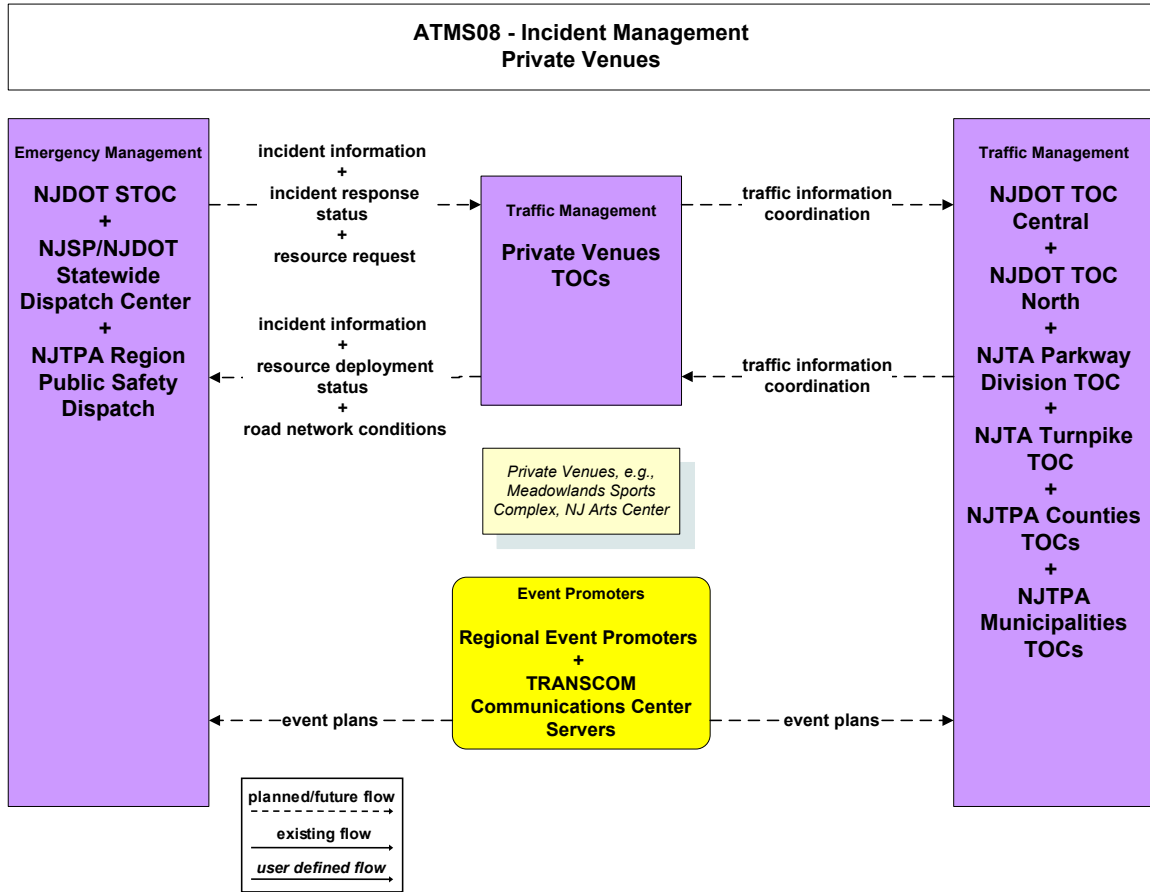 ATMS08 - Incident Management
Private Venues
Emergency Management
NJDOT STOC
+
NJSP/NJDOT
Statewide
Dispatch Center
+
NJTPA Region
Public Safety
Dispatch
incident information
+
incident response
status
+
resource request
incident information
+
resource deployment
status
+
road network conditions
Traffic Management
Private Venues
TOCs
traffic information
coordination
traffic information
coordination
Traffic Management
NJDOT TOC
Central
+
NJDOT TOC
North
+
NJTA Parkway
Division TOC
+
NJTA Turnpike
TOC
+
NJTPA Counties
TOCs
+
NJTPA
Municipalities
TOCs
Private Venues, e.g.,
Meadowlands Sports
Complex, NJ Arts Center
Event Promoters
Regional Event Promoters
+
TRANSCOM
Communications Center
Servers
event plans
event plans
planned/future flow
existing flow
user defined flow